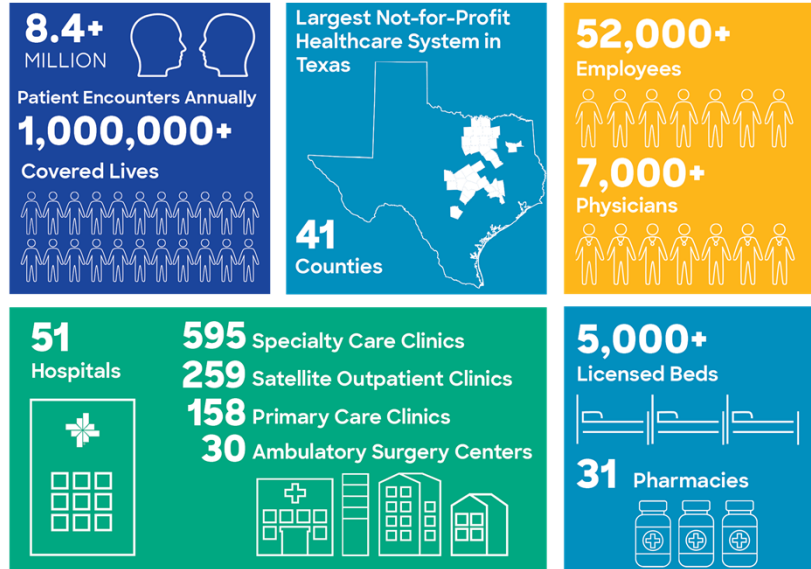 8.4+
MILLION
Patient Encounters Annually
1,000,000+
Covered Lives
Largest Not-for-Profit
Healthcare System in
Texas
41
Counties
52,000+
Employees
7,000+
Physicians
51
Hospitals
595 Specialty Care Clinics
259 Satellite Outpatient Clinics
158 Primary Care Clinics
30 Ambulatory Surgery Centers
5,000+
Licensed Beds
31 Pharmacies